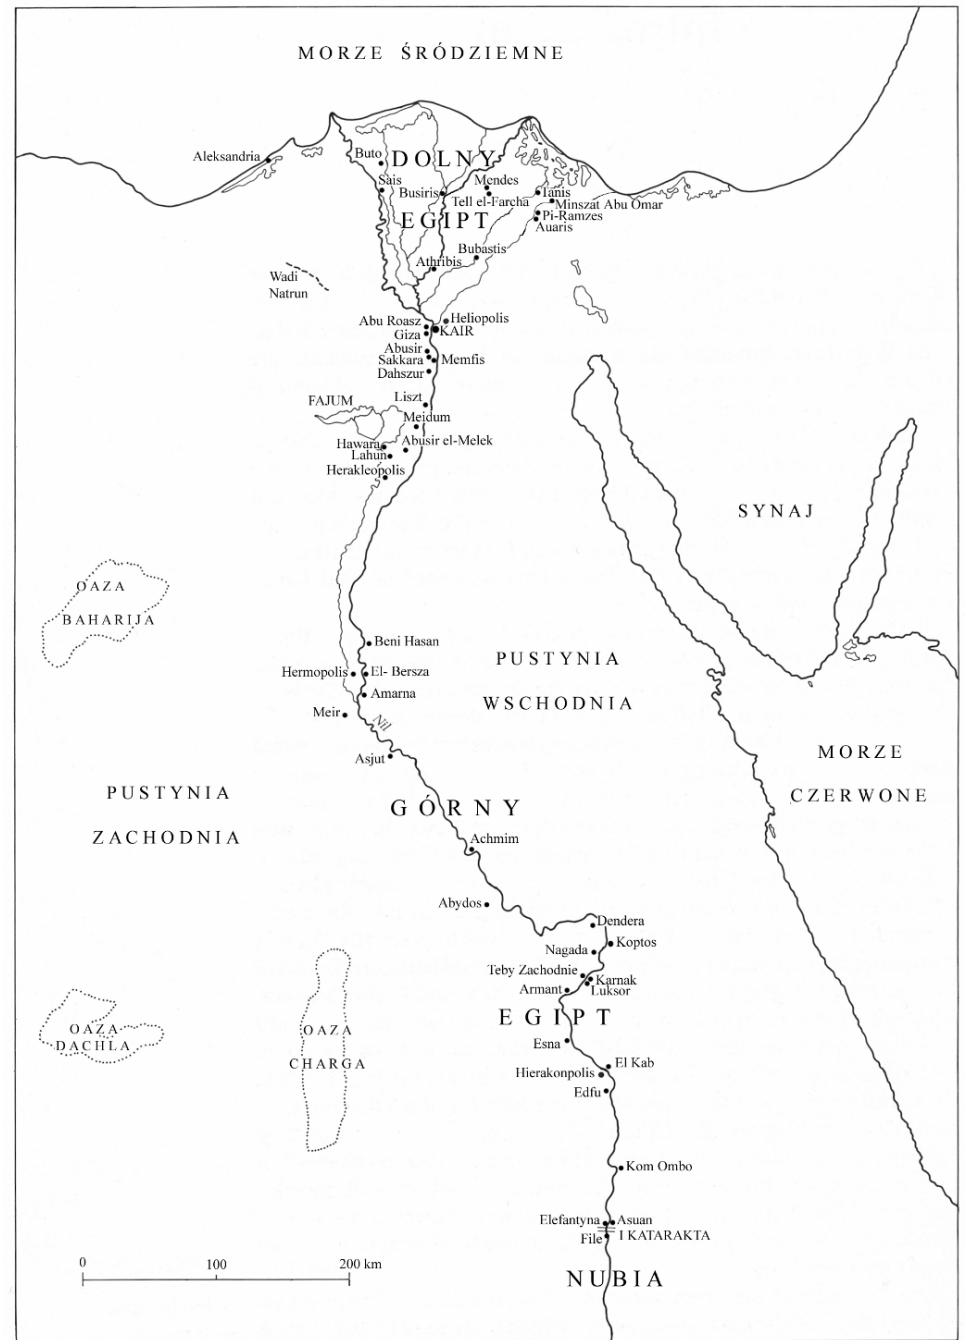 MORZE ŚRÓDZIEMNE
Aleksandria
Buto
DOLNY
Sais
Busiris
Mendes
Tell el-Farcha
Tanis
Minszat Abu Omar
EGIPT
Pi-Ramzes
Auaris
Bubastis
Athribis
Wadi
Natrun
Abu Roasz
Heliopolis
Giza
KAIR
Abusir
Sakkara
Memfis
Dahszur
Liszt
FAJUM
Meidum
Hawara
Abusir el-Melek
Lahun
Herakleopolis
SYNAJ
OAZA
BAHARIJA
Beni Hasan
Hermopolis
El- Bersza
Amarna
Meir
Nil
PUSTYNIA
WSCHODNIA
Asjut
MORZE
CZERWONE
PUSTYNIA
ZACHODNIA
GÓRNY
Achmim
Abydos
Dendera
Koptos
Nagada
Teby Zachodnie
Karnak
Armant
Luksor
EGIPT
OAZA
DACHLA
OAZA
CHARGA
Esna
El Kab
Hierakonpolis
Edfu
Kom Ombo
Elefantyna
Asuan
File
I KATARAKTA
0 100 200 km
NUBIA